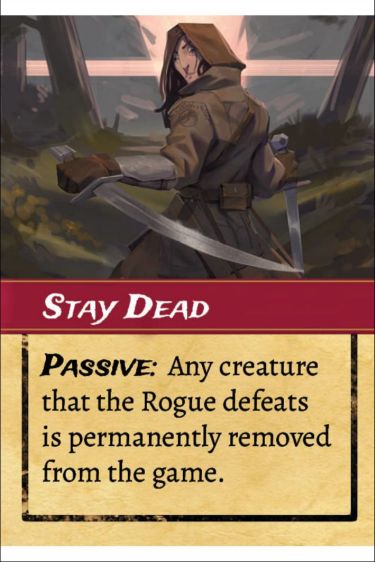 Stay Dead
Passive: Any creature
that the Rogue defeats
is permanently removed
from the game.